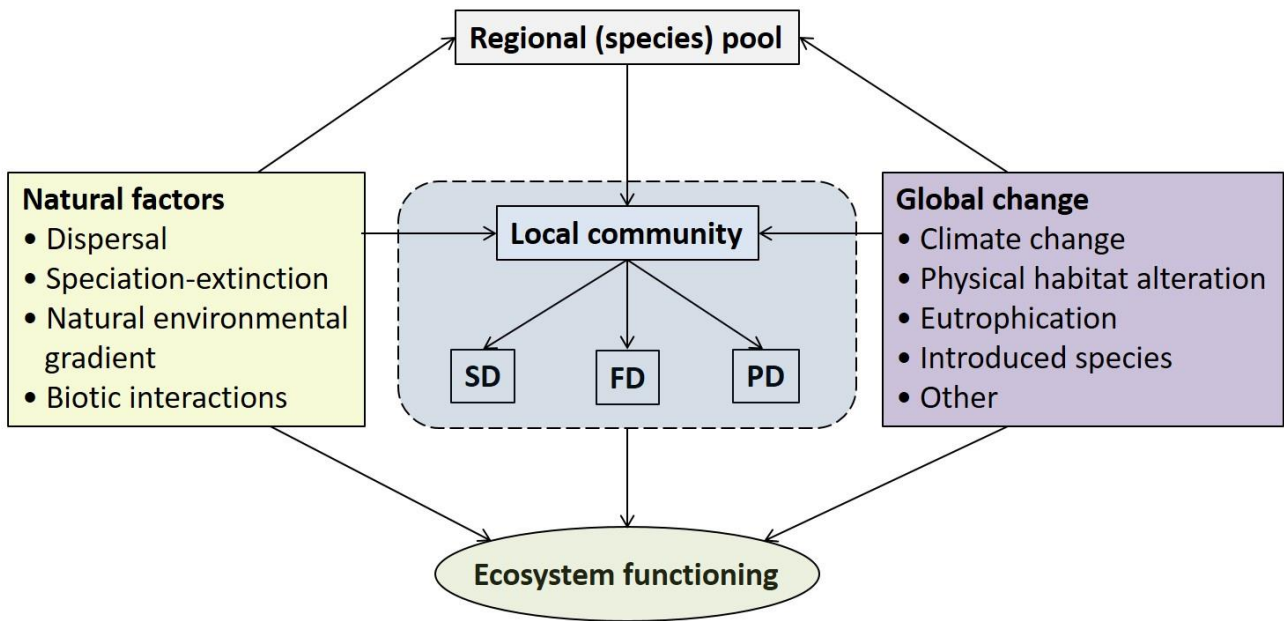 Regional (species) pool
Natural factors
• Dispersal
• Speciation-extinction
• Natural environmental
gradient
• Biotic interactions
Local community
SD
FD
PD
Global change
• Climate change
• Physical habitat alteration
• Eutrophication
• Introduced species
• Other
Ecosystem functioning